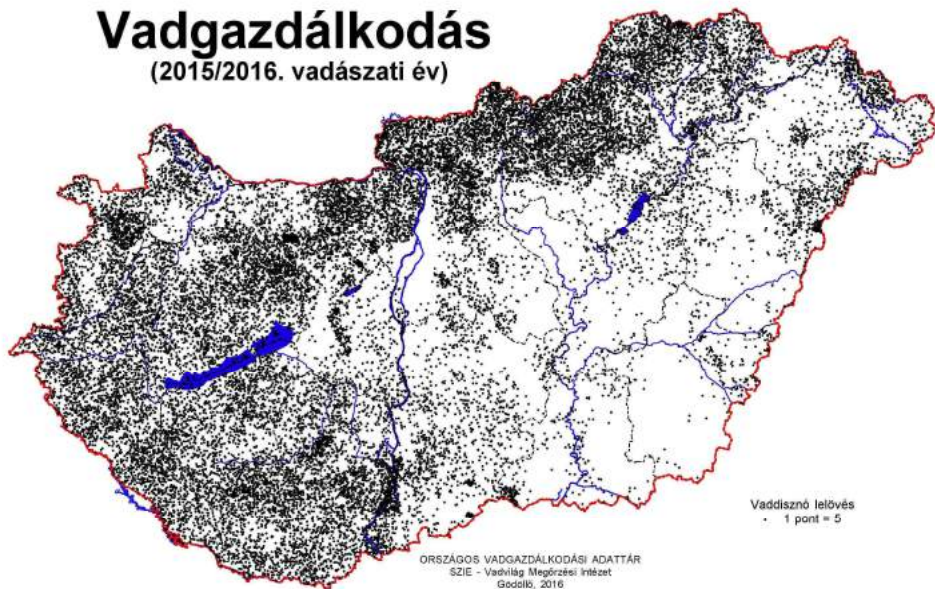 Vadgazdálkodás
(2015/2016. vadászati év)
Vaddisznó lelövés
. 1 pont = 5
ORSZÁGOS VADGAZDÁLKODÁSI ADATTÁR
SZIE - Vadvilág Megőrzési Intézet
Gödöllő, 2016